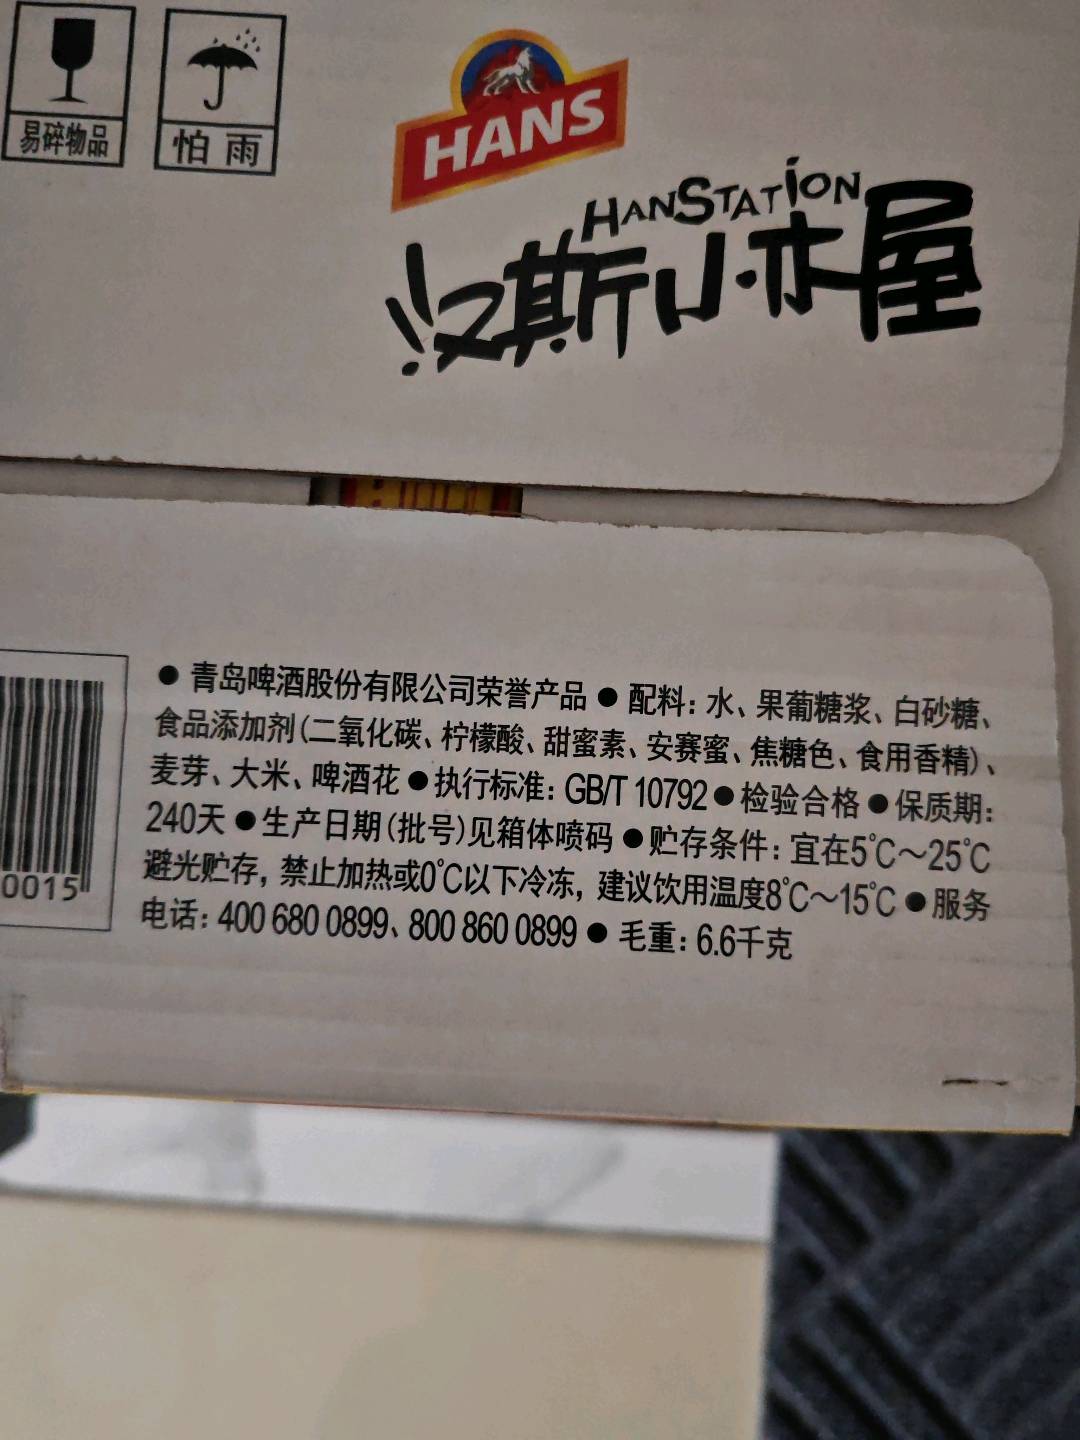 易碎物品
怕雨
HANS
HANSTATiON
汉斯小木屋
● 青岛啤酒股份有限公司荣誉产品 ● 配料: 水、果葡糖浆、白砂糖、
食品添加剂(二氧化碳、柠檬酸、甜蜜素、安赛蜜、焦糖色、食用香精)、
麦芽、大米、啤酒花 ● 执行标准: GB/T 10792 ● 检验合格 ● 保质期:
240天 ● 生产日期(批号)见箱体喷码 ● 贮存条件: 宜在5℃～25℃
避光贮存, 禁止加热或0℃以下冷冻, 建议饮用温度8℃～15℃ ● 服务
电话: 400 680 0899、800 860 0899 ● 毛重: 6.6千克
0015